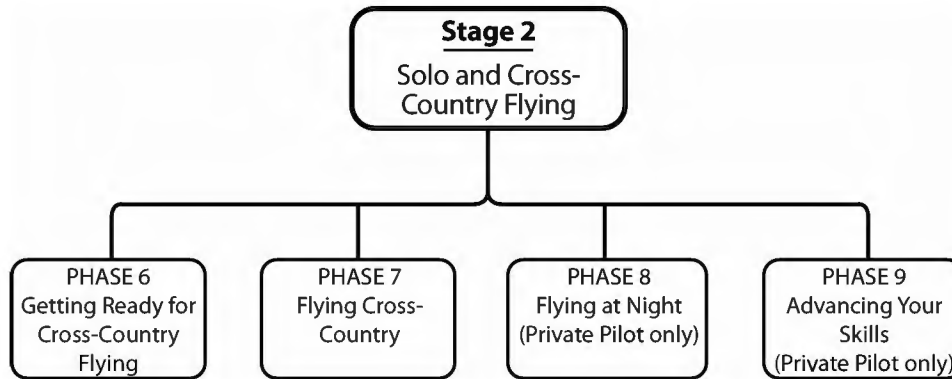 Stage 2
Solo and Cross-
Country Flying
PHASE 6
Getting Ready for
Cross-Country
Flying
PHASE 7
Flying Cross-
Country
PHASE 8
Flying at Night
(Private Pilot only)
PHASE 9
Advancing Your
Skills
(Private Pilot only)